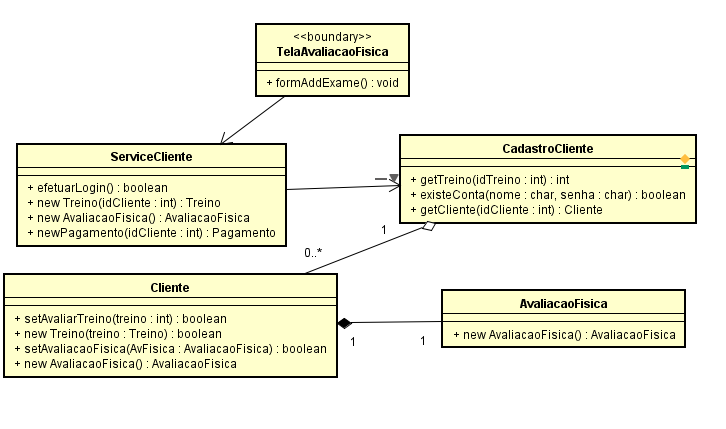 <<boundary>>
TelaAvaliacaoFisica
+ formAddExame() : void
ServiceCliente
+ efetuarLogin() : boolean
+ new Treino(idCliente : int) : Treino
+ new AvaliacaoFisica() : AvaliacaoFisica
+ newPagamento(idCliente : int) : Pagamento
CadastroCliente
+ getTreino(idTreino : int) : int
+ existeConta(nome : char, senha : char) : boolean
+ getCliente(idCliente : int) : Cliente
1
0..*
Cliente
+ setAvaliarTreino(treino : int) : boolean
+ new Treino(treino : Treino) : boolean
+ setAvaliacaoFisica(AvFisica : AvaliacaoFisica) : boolean
+ new AvaliacaoFisica() : AvaliacaoFisica
1
1
AvaliacaoFisica
+ new AvaliacaoFisica() : AvaliacaoFisica